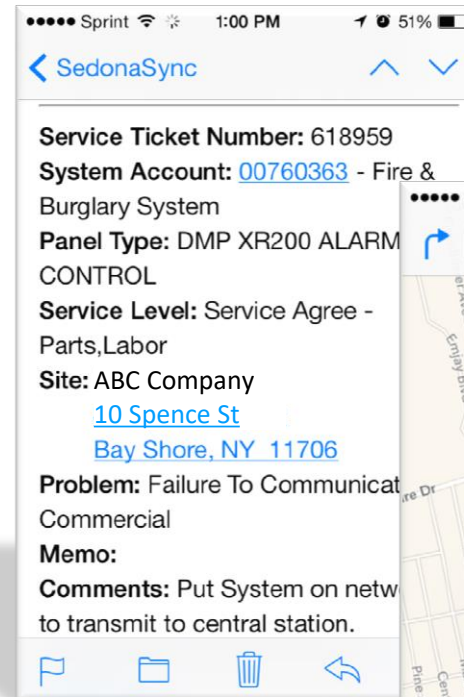 Sprint 1:00 PM 51%
SedonaSync
Service Ticket Number: 618959
System Account: 00760363 - Fire &
Burglary System
Panel Type: DMP XR200 ALARM
CONTROL
Service Level: Service Agree -
Parts,Labor
Site: ABC Company
10 Spence St
Bay Shore, NY 11706
Problem: Failure To Communicat
Commercial
Memo:
Comments: Put System on netw
to transmit to central station.
Emjay Blvd
re Dr
Pine
Cen